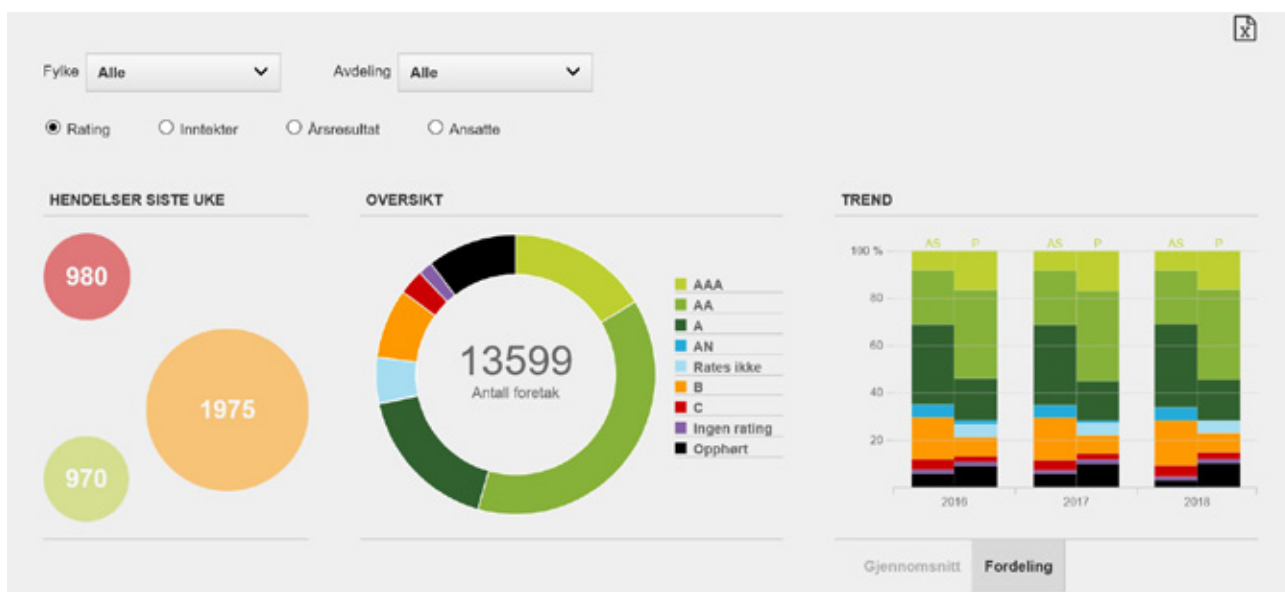 Fylke Alle Avdeling Alle
Rating Inntekter Årsresultat Ansatte
HENDELSER SISTE UKE
980
1975
970
OVERSIKT
13599
Antall foretak
AAA
AA
A
AN
Rates ikke
B
C
Ingen rating
Opphørt
TREND
AS P AS P AS P
100 %
80
60
40
20
2016 2017 2018
Gjennomsnitt Fordeling